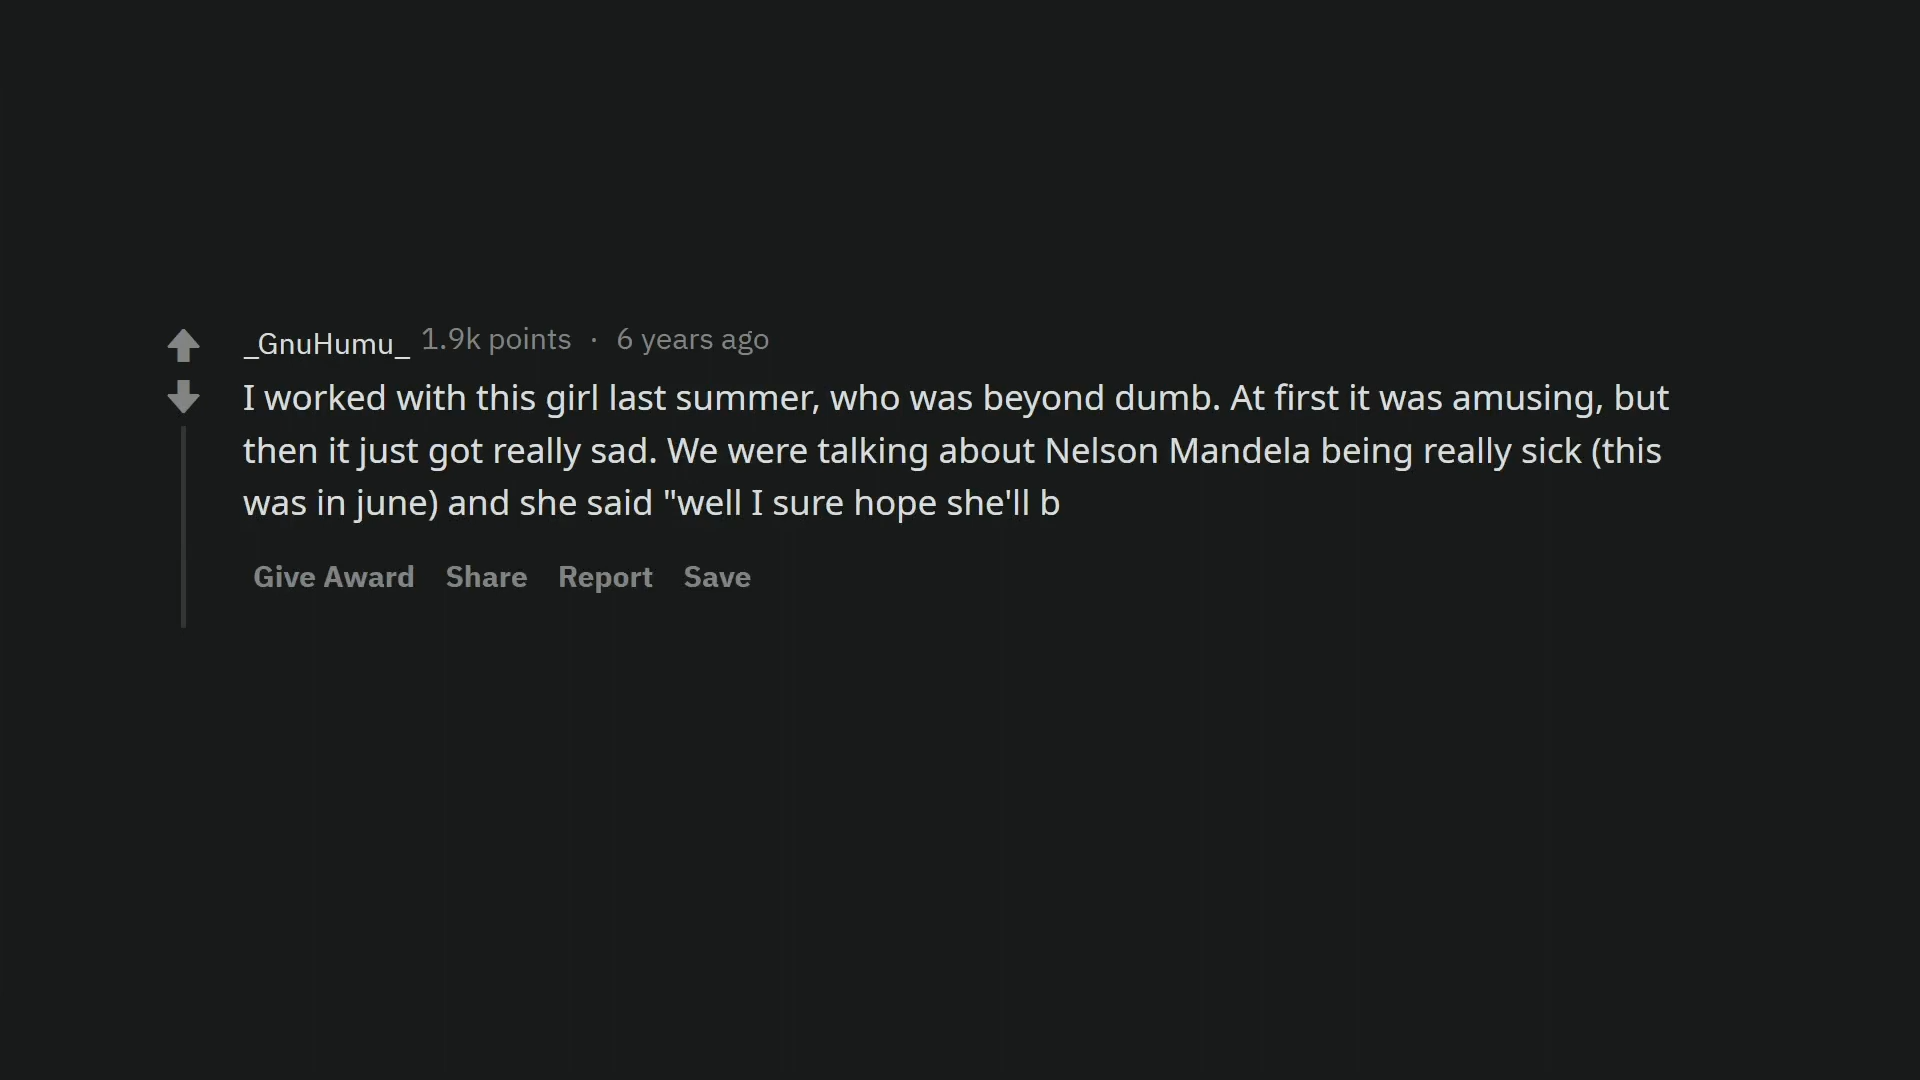 _GnuHumu_ 1.9k points · 6 years ago
I worked with this girl last summer, who was beyond dumb. At first it was amusing, but
then it just got really sad. We were talking about Nelson Mandela being really sick (this
was in june) and she said "well I sure hope she'll b
Give Award Share Report Save